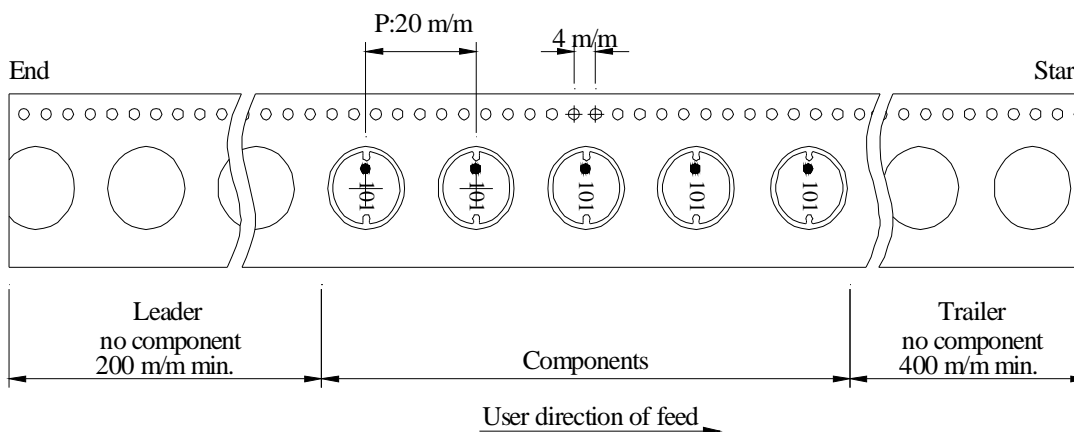 P:20 m/m
4 m/m
End
Star
101
101
101
101
101
Leader
no component
200 m/m min.
Components
Trailer
no component
400 m/m min.
User direction of feed